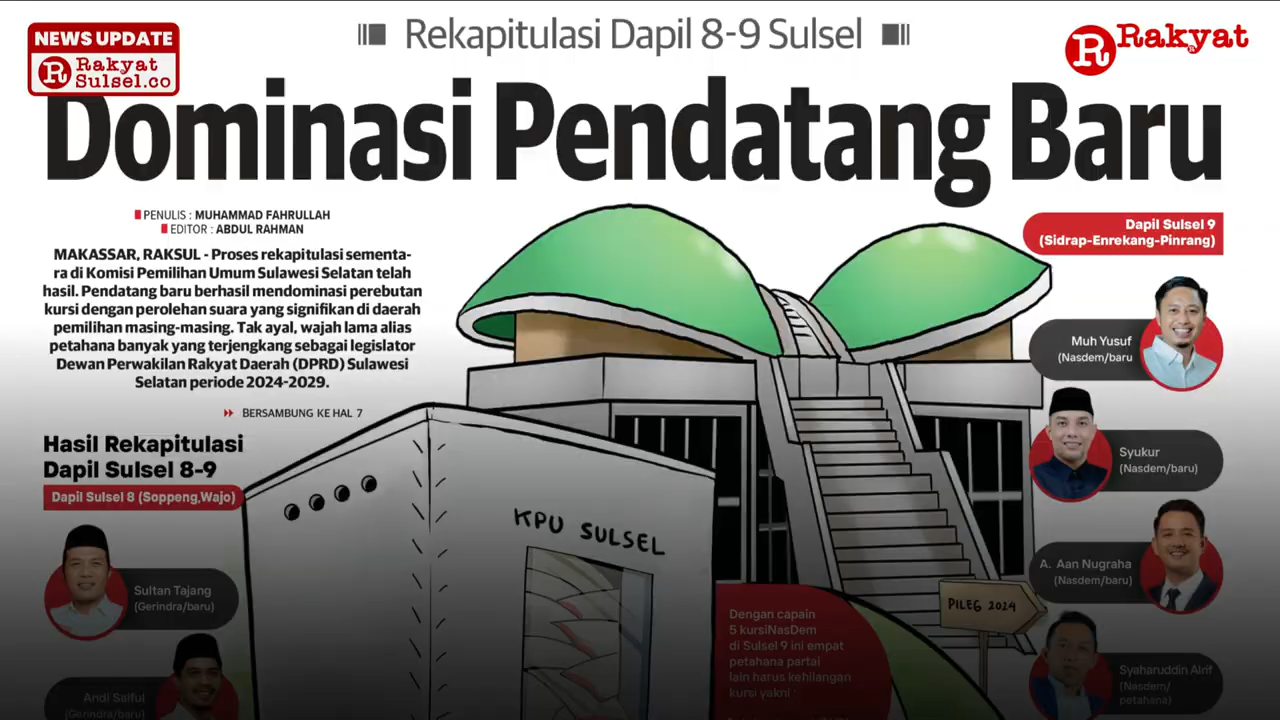 NEWS UPDATE
R Rakyat
Sulsel.co
Rekapitulasi Dapil 8-9 Sulsel
R Rakyat
Dominasi Pendatang Baru
PENULIS : MUHAMMAD FAHRULLAH
EDITOR : ABDUL RAHMAN
MAKASSAR, RAKSUL - Proses rekapitulasi sementa-
ra di Komisi Pemilihan Umum Sulawesi Selatan telah
hasil. Pendatang baru berhasil mendominasi perebutan
kursi dengan perolehan suara yang signifikan di daerah
pemilihan masing-masing. Tak ayal, wajah lama alias
petahana banyak yang terjengkang sebagai legislator
Dewan Perwakilan Rakyat Daerah (DPRD) Sulawesi
Selatan periode 2024-2029.
BERSAMBUNG KE HAL 7
Hasil Rekapitulasi
Dapil Sulsel 8-9
Dapil Sulsel 8 (Soppeng,Wajo)
Sultan Tajang
(Gerindra/baru)
Andi Saiful
(Gerindra/baru)
KPU SULSEL
PILEG 2024
Dengan capain
5 kursiNasDem
di Sulsel 9 ini empat
petahana partai
lain harus kehilangan
kursi yakni :
Dapil Sulsel 9
(Sidrap-Enrekang-Pinrang)
Muh Yusuf
(Nasdem/baru
Syukur
(Nasdem/baru)
A. Aan Nugraha
(Nasdem/baru)
Syaharuddin Alrif
(Nasdem/
petahana)